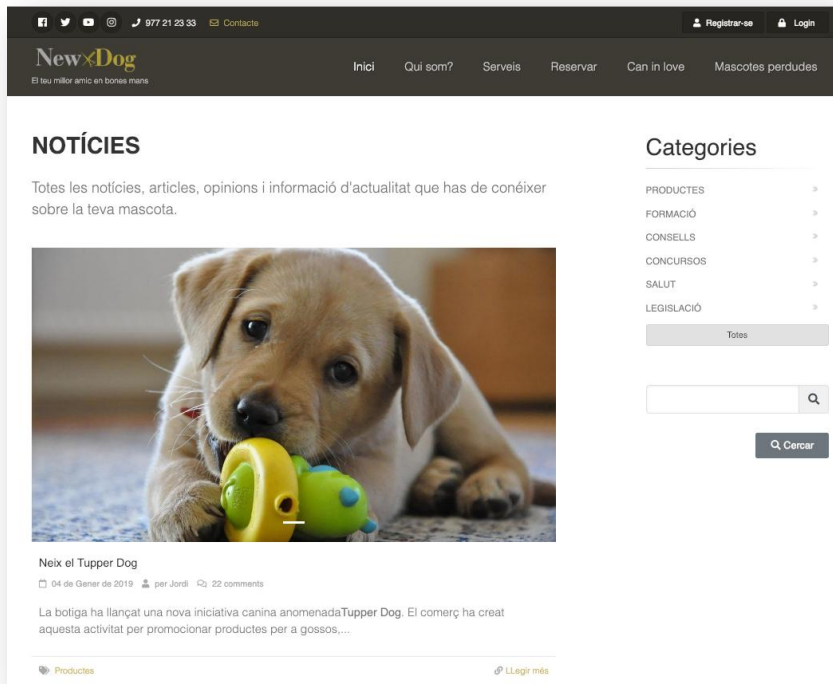 977 21 23 33 Contacte
Registrar-se Login
NewxDog
El teu millor amic en bones mans
Inici Qui som? Serveis Reservar Can in love Mascotes perdudes
NOTÍCIES
Totes les notícies, articles, opinions i informació d'actualitat que has de conéixer
sobre la teva mascota.
Neix el Tupper Dog
04 de Gener de 2019 per Jordi 22 comments
La botiga ha llançat una nova iniciativa canina anomenadaTupper Dog. El comerç ha creat
aquesta activitat per promocionar productes per a gossos,...
Productes LLegir més
Categories
PRODUCTES
FORMACIÓ
CONSELLS
CONCURSOS
SALUT
LEGISLACIÓ
Totes
Cercar